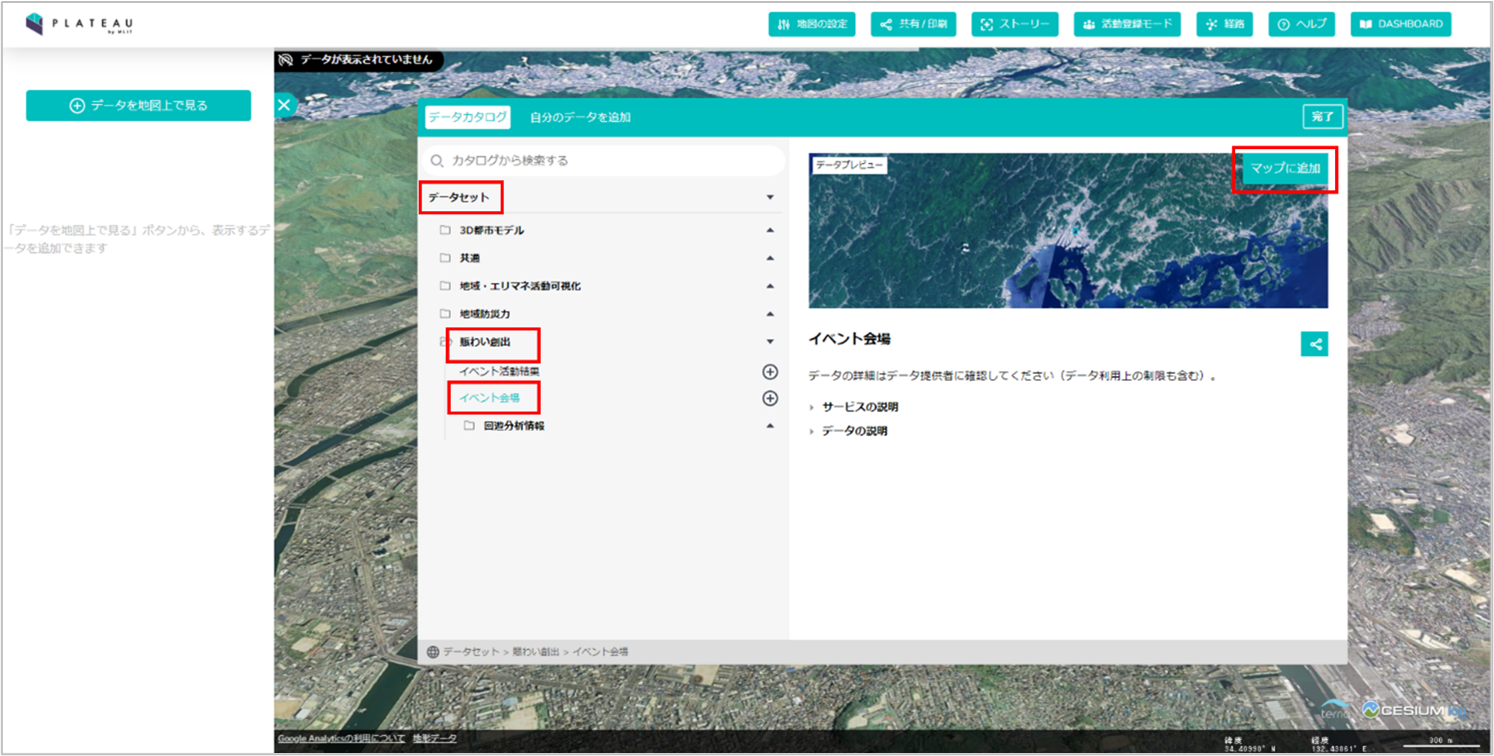 PLATEAU
by MLIT
地図の設定
共有 / 印刷
ストーリー
活動登録モード
経路
ヘルプ
DASHBOARD
データが表示されていません
データを地図上で見る
「データを地図上で見る」ボタンから、表示するデ
ータを追加できます
データカタログ
自分のデータを追加
完了
カタログから検索する
データセット
3D都市モデル
共通
地域・エリマネ活動可視化
地域防災力
賑わい創出
イベント活動結果
イベント会場
回遊分析情報
データプレビュー
マップに追加
イベント会場
データの詳細はデータ提供者に確認してください（データ利用上の制限も含む）。
サービスの説明
データの説明
データセット > 賑わい創出 > イベント会場
terria
CESIUM ion
Google Analyticsの利用について 地形データ
緯度
34.40990° N
経度
132.43861° E
300 m